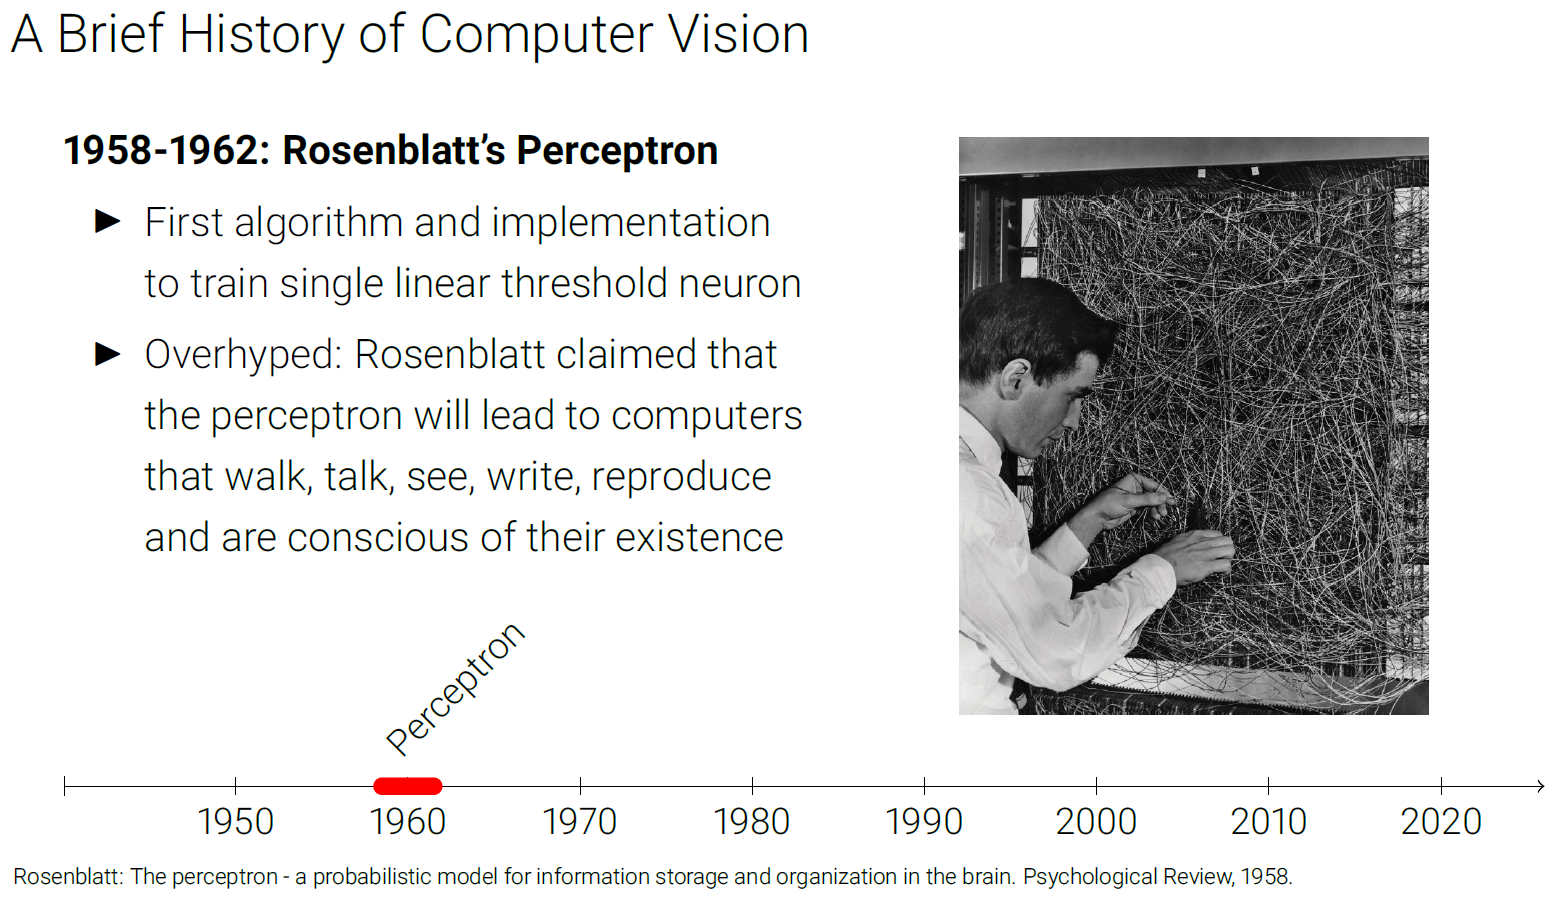 A Brief History of Computer Vision
1958-1962: Rosenblatt's Perceptron
► First algorithm and implementation
to train single linear threshold neuron
► Overhyped: Rosenblatt claimed that
the perceptron will lead to computers
that walk, talk, see, write, reproduce
and are conscious of their existence
Perceptron
1950 1960 1970 1980 1990 2000 2010 2020
Rosenblatt: The perceptron - a probabilistic model for information storage and organization in the brain. Psychological Review, 1958.